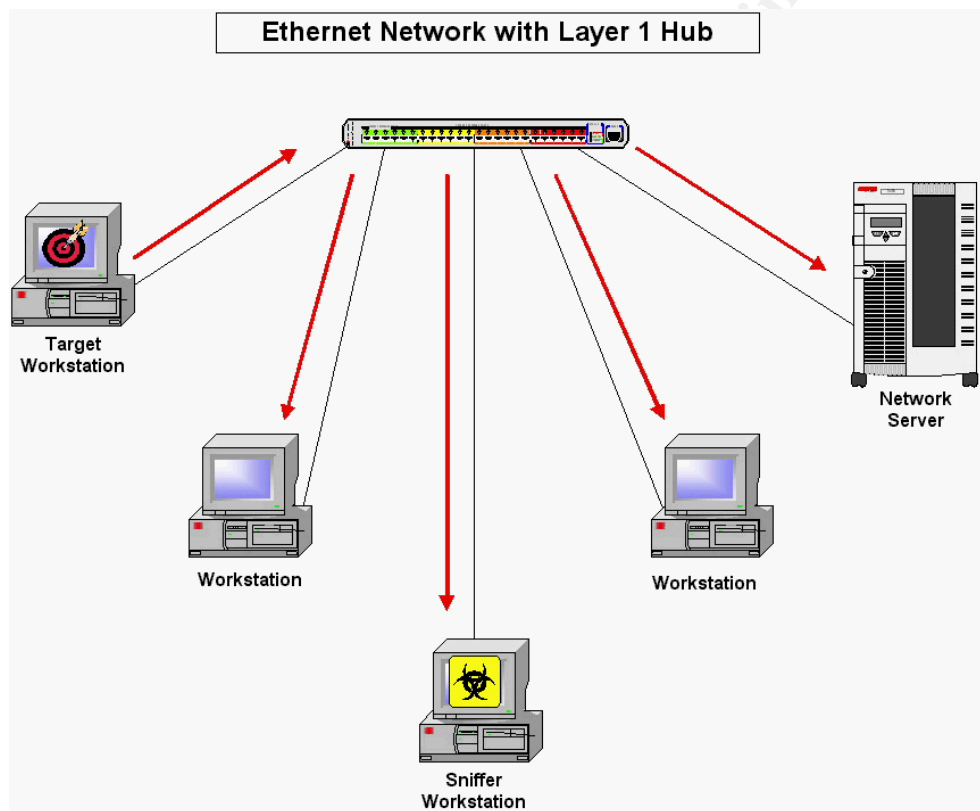 Ethernet Network with Layer 1 Hub
Target
Workstation
Network
Server
Workstation
Workstation
Sniffer
Workstation